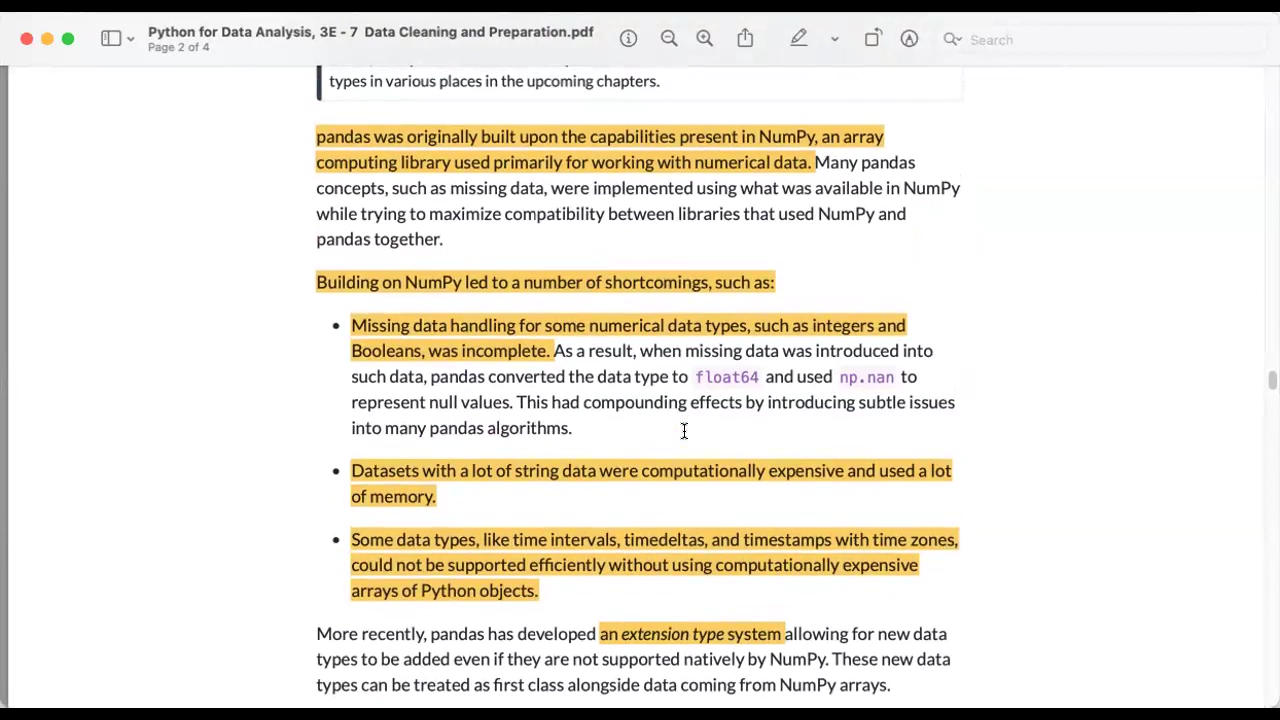 Python for Data Analysis, 3E - 7 Data Cleaning and Preparation.pdf
Page 2 of 4
Search
types in various places in the upcoming chapters.
pandas was originally built upon the capabilities present in NumPy, an array
computing library used primarily for working with numerical data. Many pandas
concepts, such as missing data, were implemented using what was available in NumPy
while trying to maximize compatibility between libraries that used NumPy and
pandas together.
Building on NumPy led to a number of shortcomings, such as:
• Missing data handling for some numerical data types, such as integers and
Booleans, was incomplete. As a result, when missing data was introduced into
such data, pandas converted the data type to float64 and used np.nan to
represent null values. This had compounding effects by introducing subtle issues
into many pandas algorithms.
• Datasets with a lot of string data were computationally expensive and used a lot
of memory.
• Some data types, like time intervals, timedeltas, and timestamps with time zones,
could not be supported efficiently without using computationally expensive
arrays of Python objects.
More recently, pandas has developed an extension type system allowing for new data
types to be added even if they are not supported natively by NumPy. These new data
types can be treated as first class alongside data coming from NumPy arrays.